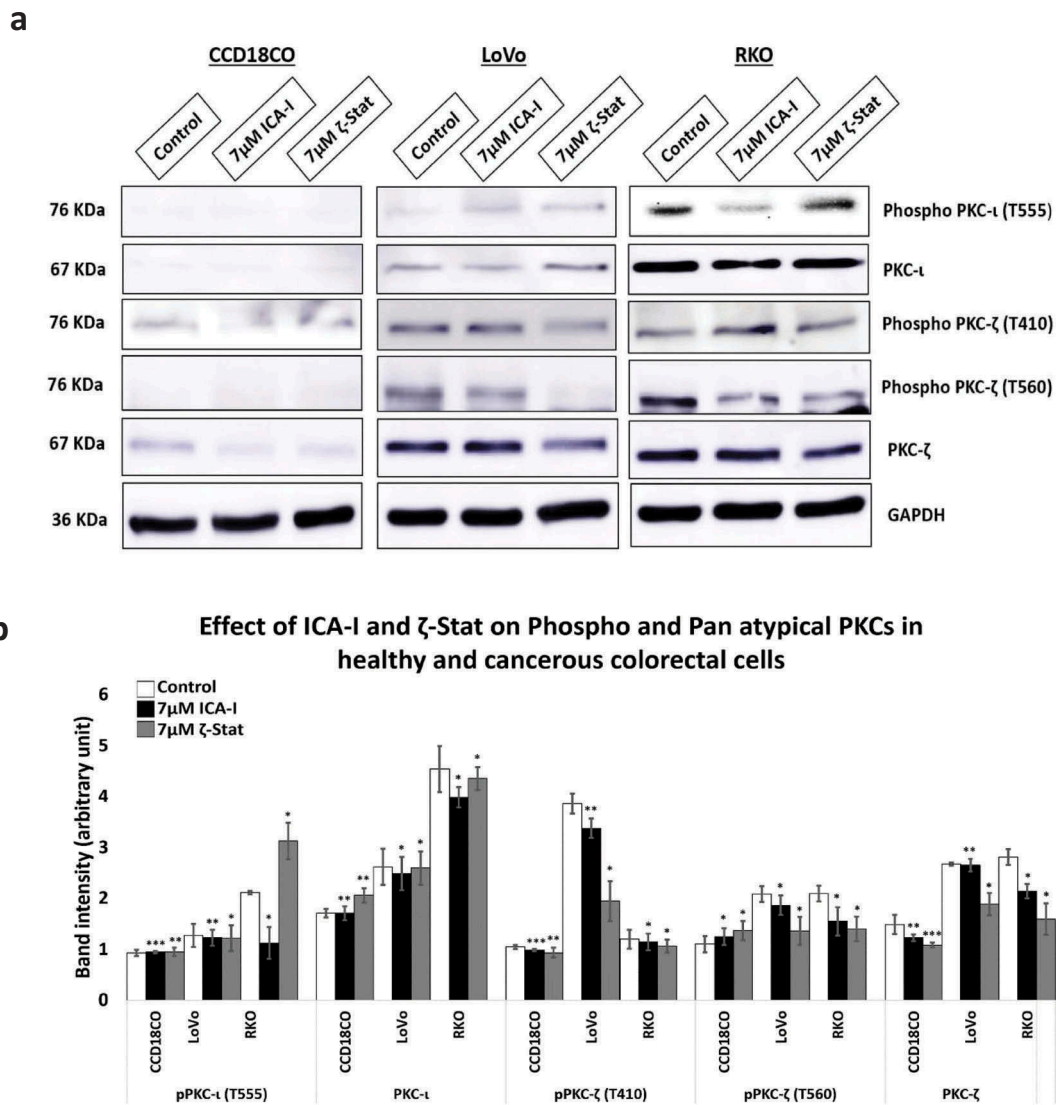 a
CCD18CO LoVo RKO
Control 7µM ICA-I 7µM ζ-Stat Control 7µM ICA-I 7µM ζ-Stat Control 7µM ICA-I 7µM ζ-Stat
76 KDa Phospho PKC-ι (T555)
67 KDa PKC-ι
76 KDa Phospho PKC-ζ (T410)
76 KDa Phospho PKC-ζ (T560)
67 KDa PKC-ζ
36 KDa GAPDH
b
Effect of ICA-I and ζ-Stat on Phospho and Pan atypical PKCs in
healthy and cancerous colorectal cells
Control
7µM ICA-I
7µM ζ-Stat
Band intensity (arbitrary unit)
6
5
4
3
2
1
0
*** ** ** * * * ** ** * * * * *** ** ** * * * * * * * * * ** *** ** * * *
CCD18CO LoVo RKO CCD18CO LoVo RKO CCD18CO LoVo RKO CCD18CO LoVo RKO CCD18CO LoVo RKO
pPKC-ι (T555) PKC-ι pPKC-ζ (T410) pPKC-ζ (T560) PKC-ζ